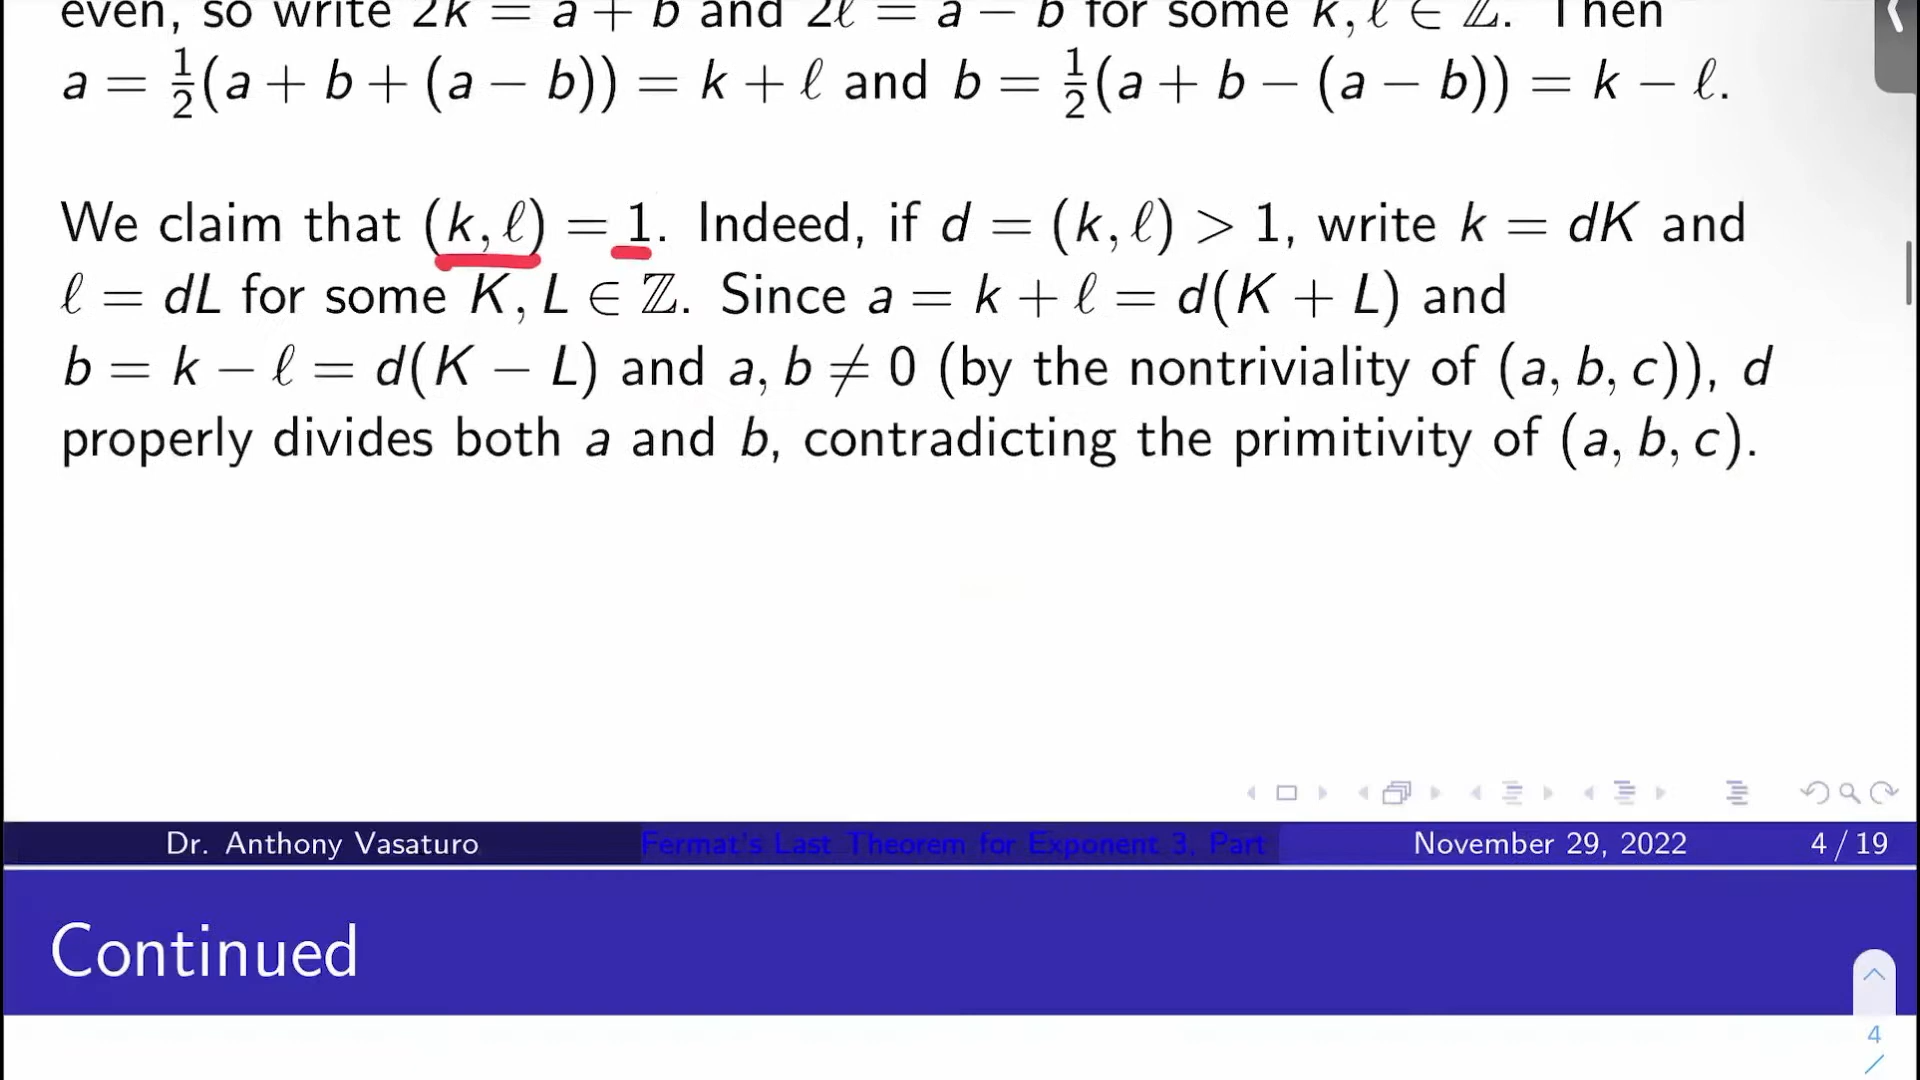 even, so write 2k = a + b and 2ℓ = a − b for some k, ℓ ∈ ℤ. Then
a = ½(a + b + (a − b)) = k + ℓ and b = ½(a + b − (a − b)) = k − ℓ.
We claim that (k, ℓ) = 1. Indeed, if d = (k, ℓ) > 1, write k = dK and
ℓ = dL for some K, L ∈ ℤ. Since a = k + ℓ = d(K + L) and
b = k − ℓ = d(K − L) and a, b ≠ 0 (by the nontriviality of (a, b, c)), d
properly divides both a and b, contradicting the primitivity of (a, b, c).
Dr. Anthony Vasaturo Fermat's Last Theorem for Exponent 3, Part November 29, 2022 4 / 19
Continued
4
/